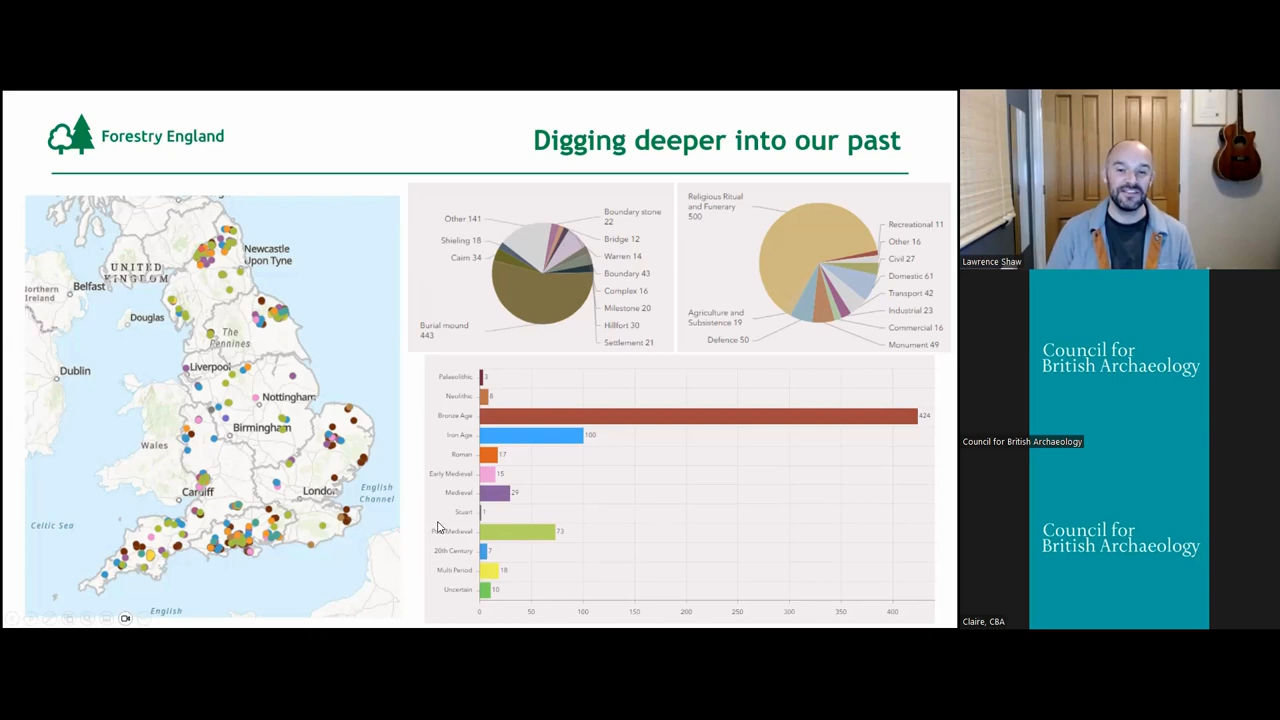 Forestry England
Digging deeper into our past
Newcastle
Upon Tyne
UNITED
KINGDOM
Northern
Ireland
Belfast
Douglas
The
Pennines
Dublin
Liverpool
Nottingham
Birmingham
Wales
Cardiff
London
English
Channel
Celtic Sea
English
Other 141
Shieling 18
Cairn 34
Burial mound
443
Boundary stone
22
Bridge 12
Warren 14
Boundary 43
Complex 16
Milestone 20
Hillfort 30
Settlement 21
Religious Ritual
and Funerary
500
Agriculture and
Subsistence 19
Defence 50
Recreational 11
Other 16
Civil 27
Domestic 61
Transport 42
Industrial 23
Commercial 16
Monument 49
Palaeolithic 3
Neolithic 8
Bronze Age 424
Iron Age 100
Roman 17
Early Medieval 15
Medieval 29
Stuart 1
Post Medieval 73
20th Century 7
Multi Period 18
Uncertain 10
0 50 100 150 200 250 300 350 400
Lawrence Shaw
Council for
British Archaeology
Council for British Archaeology
Council for
British Archaeology
Claire, CBA